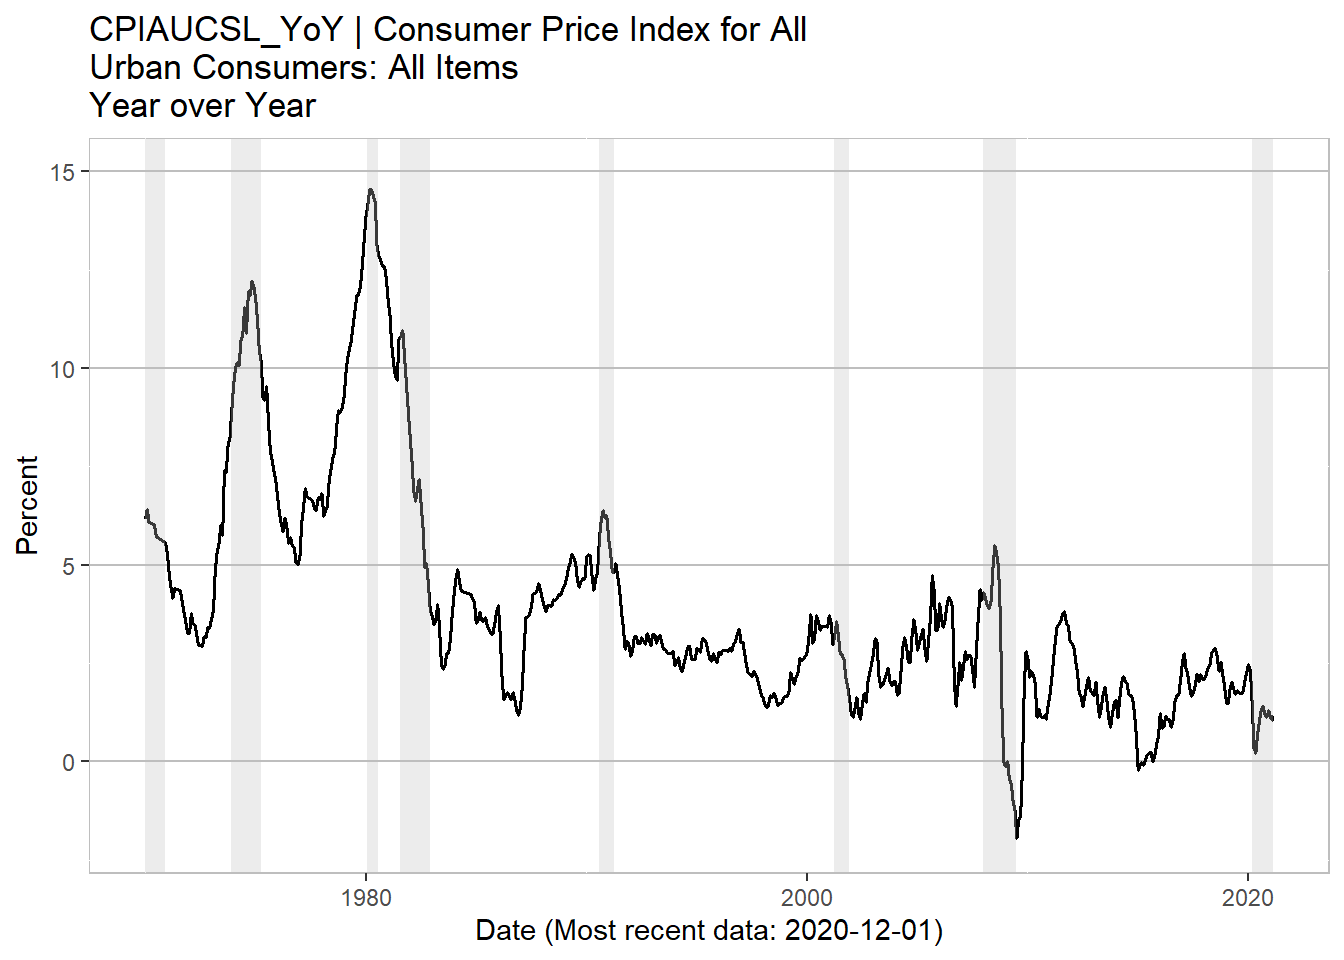 CPIAUCSL_YoY | Consumer Price Index for All
Urban Consumers: All Items
Year over Year
15
10
5
0
Percent
1980
2000
2020
Date (Most recent data: 2020-12-01)